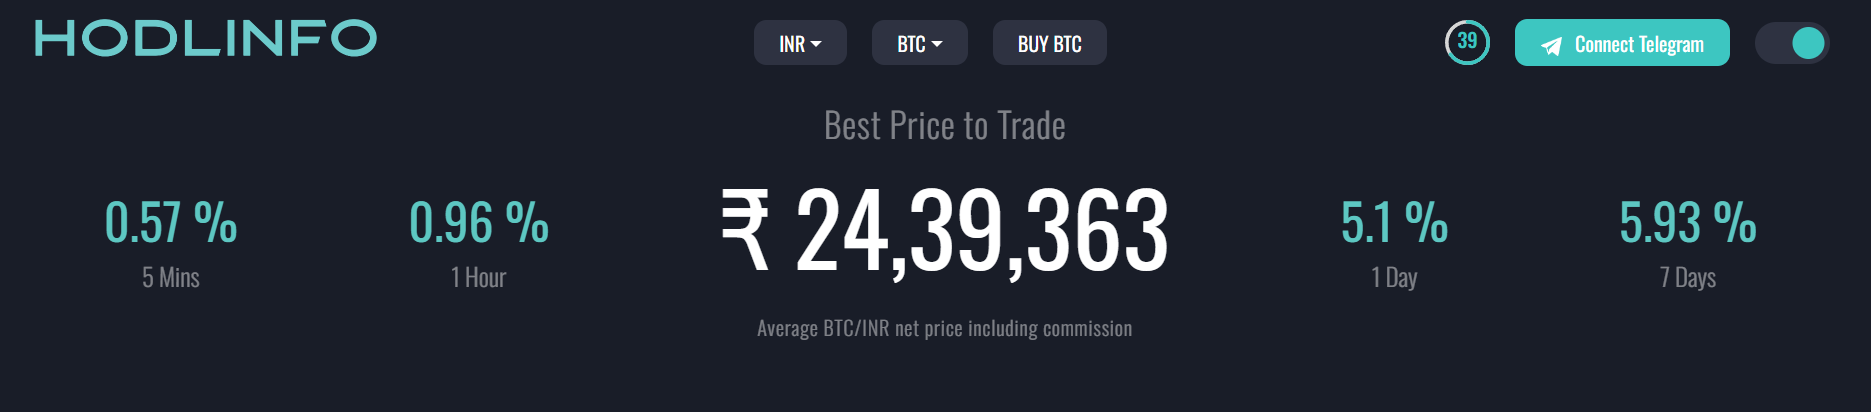 HODLINFO
INR
BTC
BUY BTC
39
Connect Telegram
Best Price to Trade
0.57 %
5 Mins
0.96 %
1 Hour
₹ 24,39,363
5.1 %
1 Day
5.93 %
7 Days
Average BTC/INR net price including commission